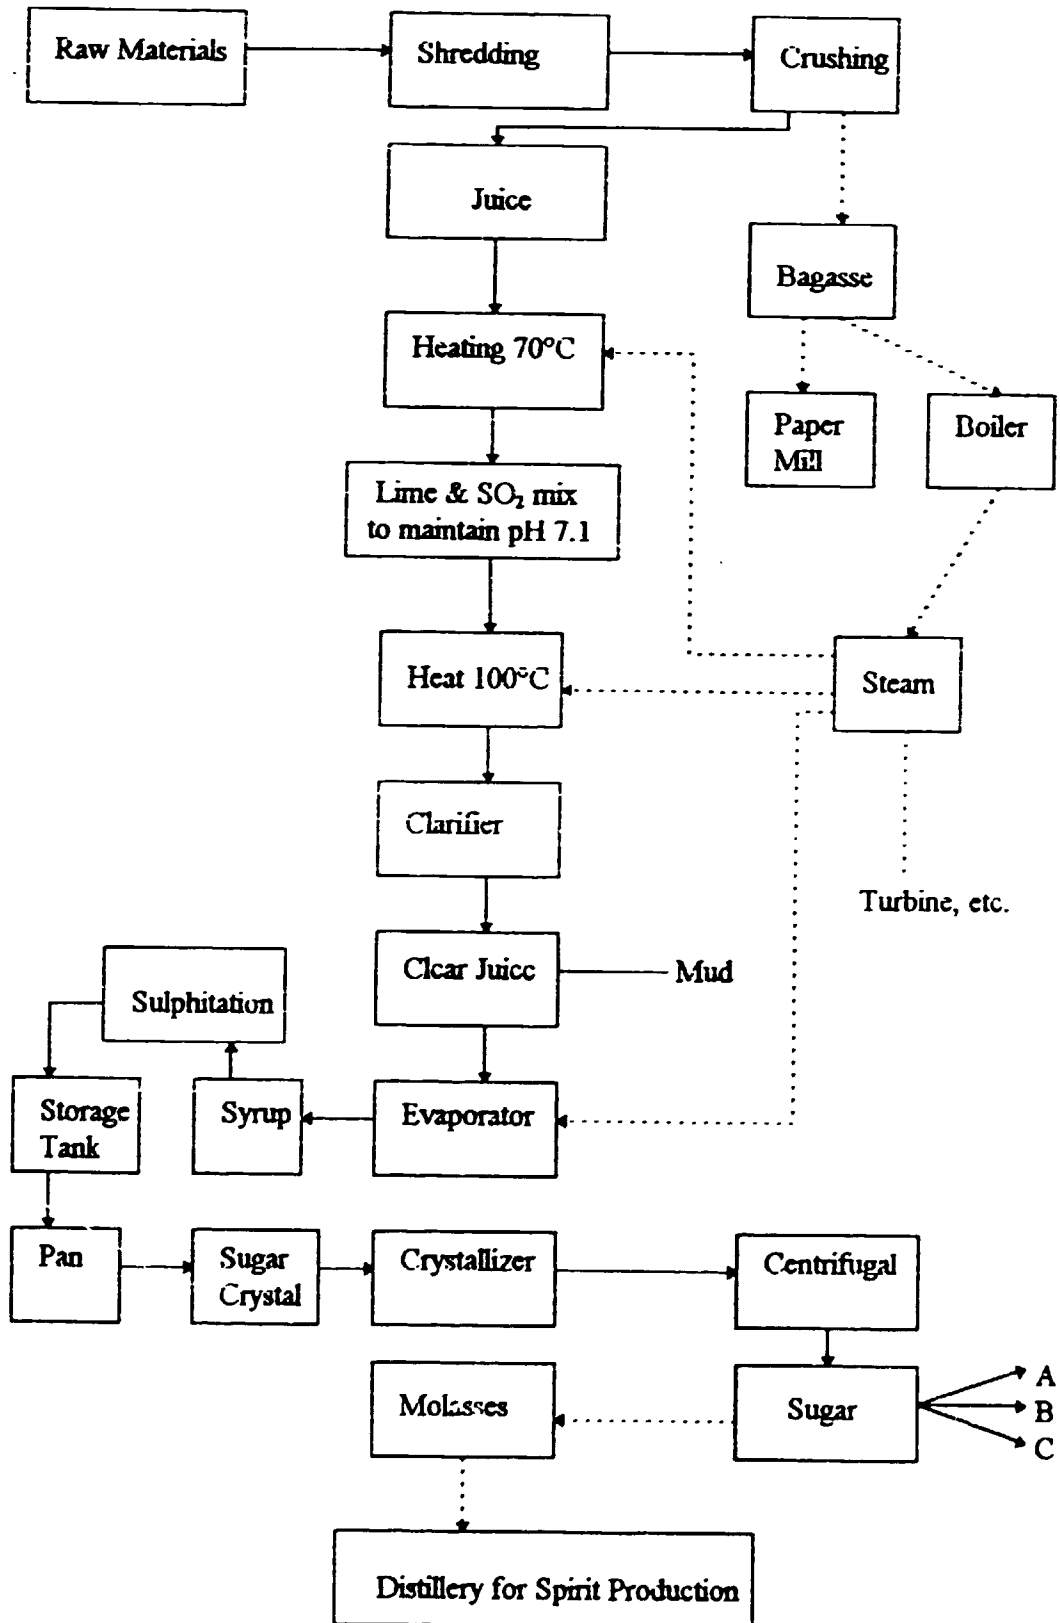 Raw Materials
Shredding
Crushing
Juice
Bagasse
Heating 70°C
Paper
Mill
Boiler
Lime & SO₂ mix
to maintain pH 7.1
Heat 100°C
Steam
Clarifier
Turbine, etc.
Clear Juice
Mud
Sulphitation
Storage
Tank
Syrup
Evaporator
Pan
Sugar
Crystal
Crystallizer
Centrifugal
Molasses
Sugar
A
B
C
Distillery for Spirit Production